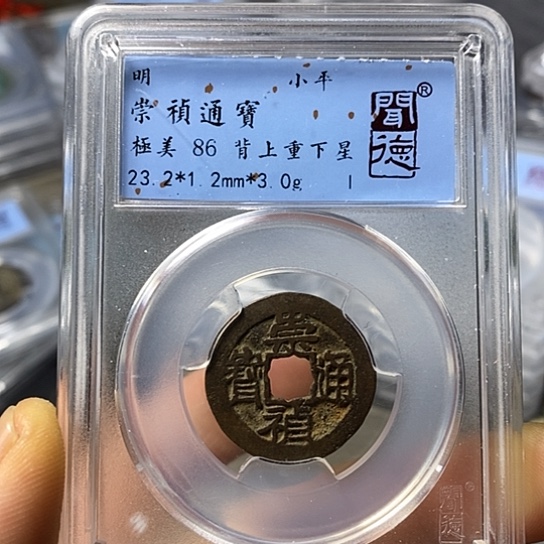 明 小平
崇禎通寶
極美 86 背上重下星
23.2*1.2mm*3.0g 1
聞德®
崇禎通寶